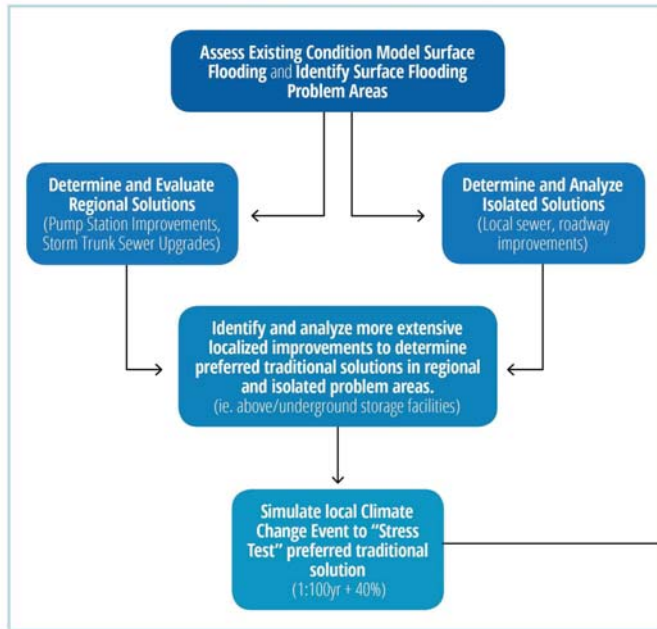 Assess Existing Condition Model Surface
Flooding and Identify Surface Flooding
Problem Areas
Determine and Evaluate
Regional Solutions
(Pump Station Improvements,
Storm Trunk Sewer Upgrades)
Determine and Analyze
Isolated Solutions
(Local sewer, roadway
improvements)
Identify and analyze more extensive
localized improvements to determine
preferred traditional solutions in regional
and isolated problem areas.
(ie. above/underground storage facilities)
Simulate local Climate
Change Event to “Stress
Test” preferred traditional
solution
(1:100yr + 40%)